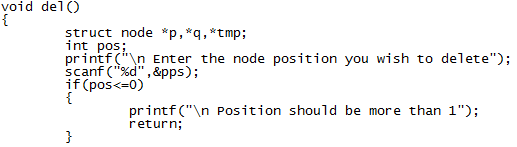 void del()
{
struct node *p,*q,*tmp;
int pos;
printf("\n Enter the node position you wish to delete");
scanf("%d",&pps);
if(pos<=0)
{
printf("\n Position should be more than 1");
return;
}